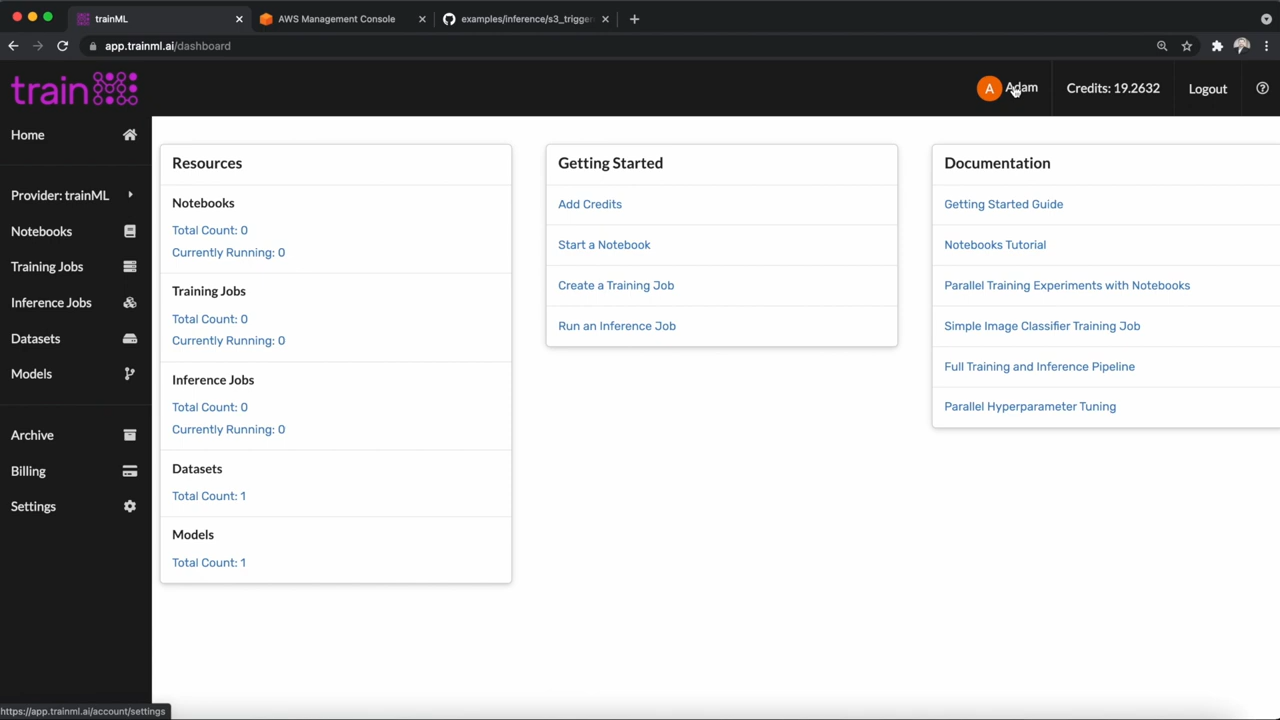 trainML
AWS Management Console
examples/inference/s3_trigger
app.trainml.ai/dashboard
train
A
Adam
Credits: 19.2632
Logout
Home
Provider: trainML
Notebooks
Training Jobs
Inference Jobs
Datasets
Models
Archive
Billing
Settings
Resources
Notebooks
Total Count: 0
Currently Running: 0
Training Jobs
Total Count: 0
Currently Running: 0
Inference Jobs
Total Count: 0
Currently Running: 0
Datasets
Total Count: 1
Models
Total Count: 1
Getting Started
Add Credits
Start a Notebook
Create a Training Job
Run an Inference Job
Documentation
Getting Started Guide
Notebooks Tutorial
Parallel Training Experiments with Notebooks
Simple Image Classifier Training Job
Full Training and Inference Pipeline
Parallel Hyperparameter Tuning
https://app.trainml.ai/account/settings